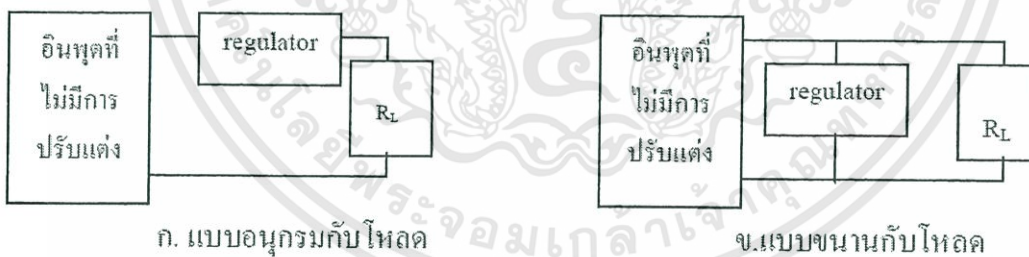 อินพุตที่
ไม่มีการ
ปรับแต่ง
regulator
R_L
ก. แบบอนุกรมกับโหลด
อินพุตที่
ไม่มีการ
ปรับแต่ง
regulator
R_L
ข.แบบขนานกับโหลด